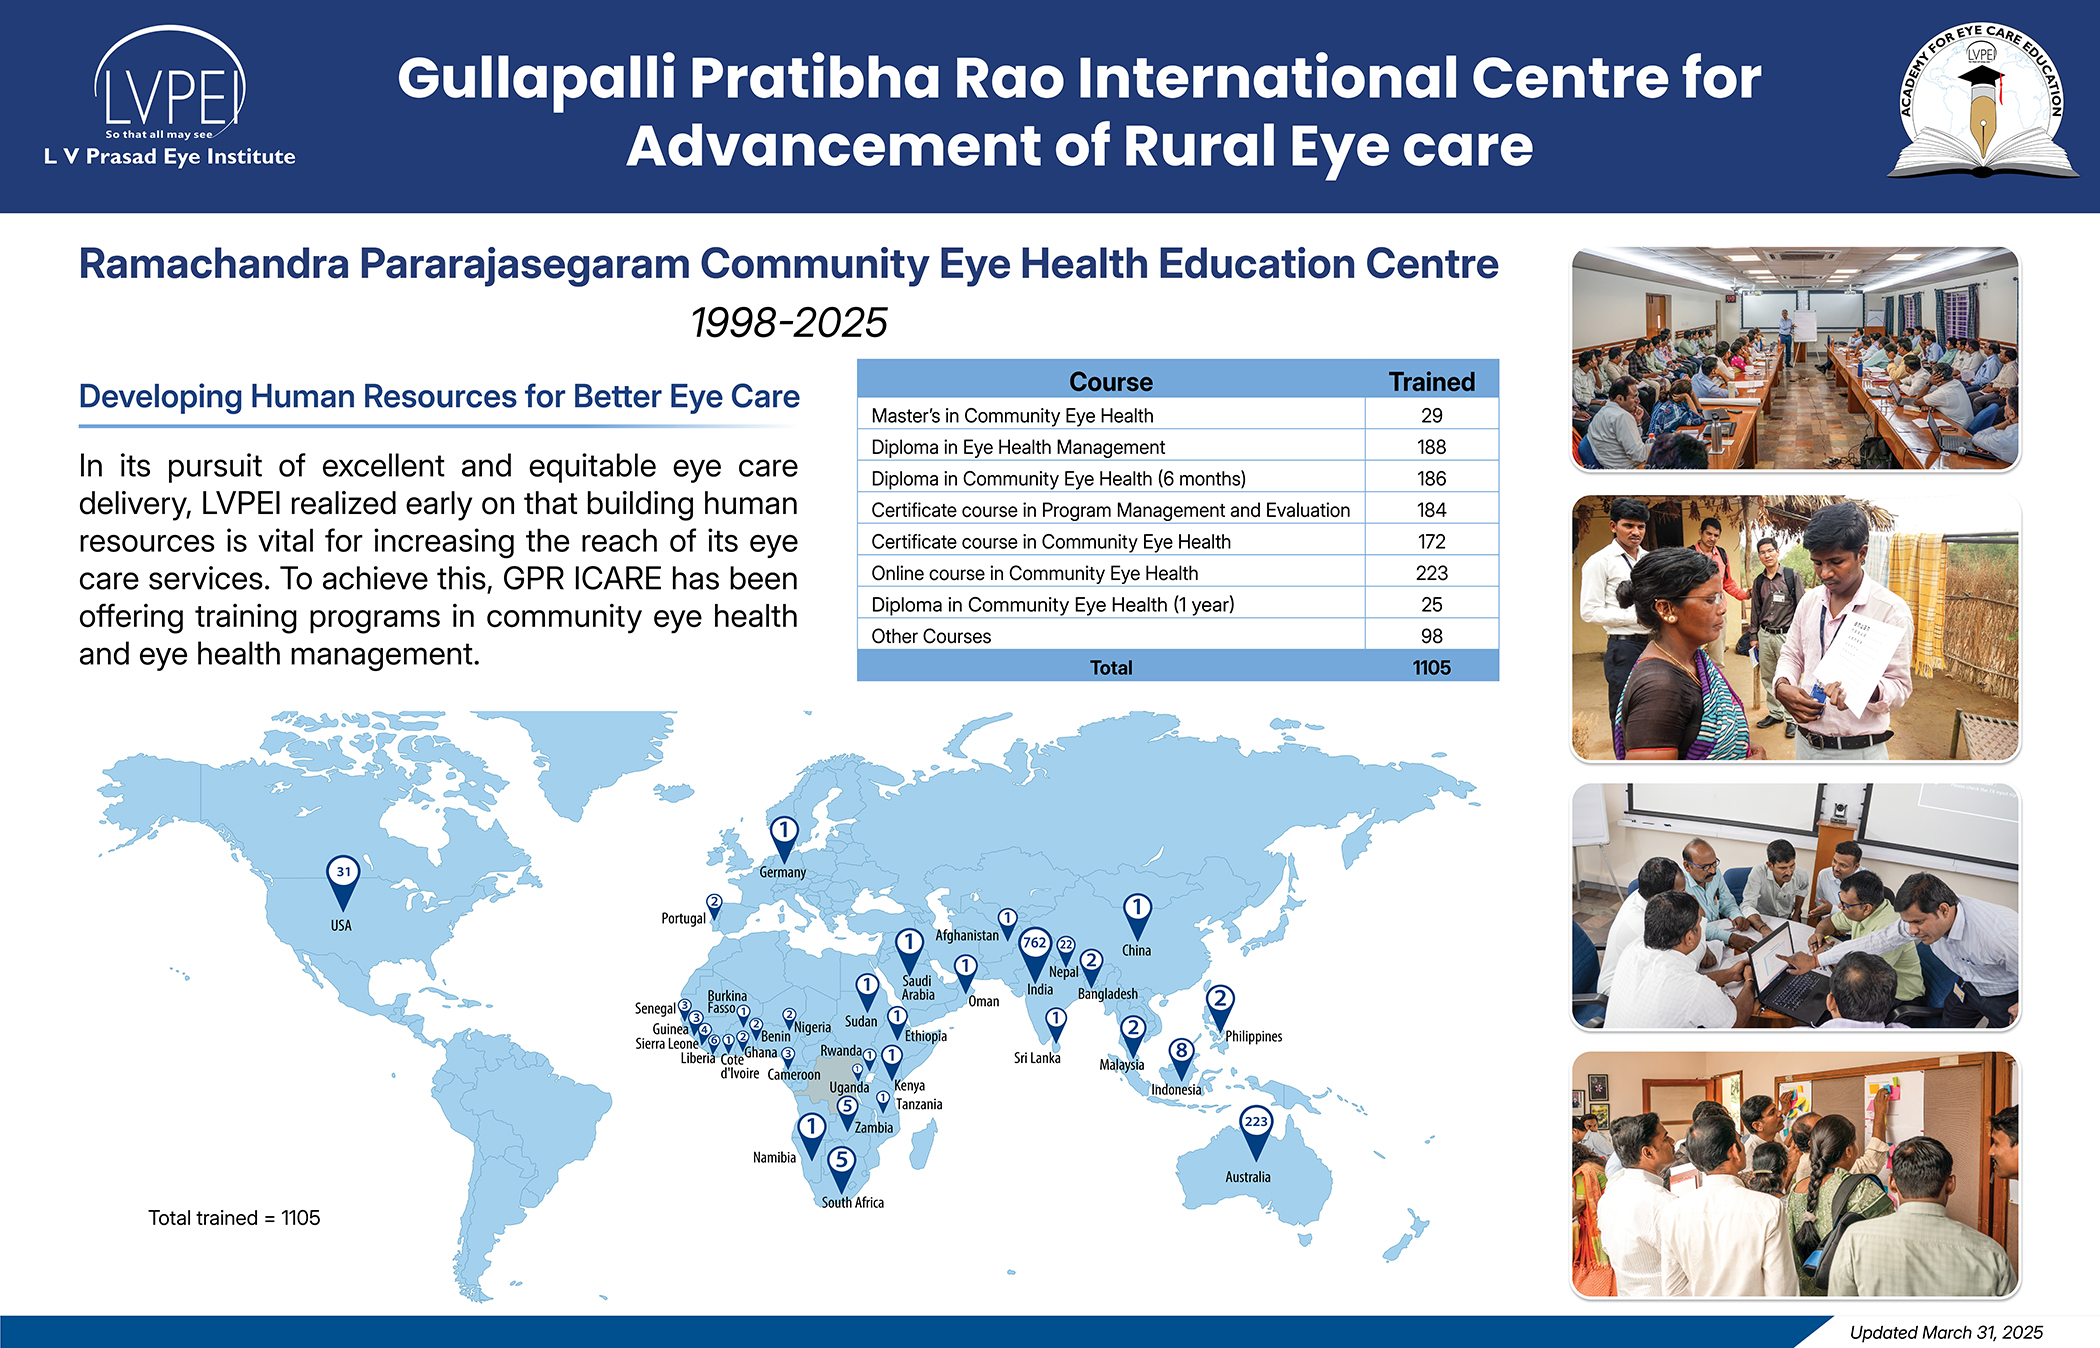 LVPEI
So that all may see
L V Prasad Eye Institute
Gullapalli Pratibha Rao International Centre for
Advancement of Rural Eye care
ACADEMY FOR EYE CARE EDUCATION
LVPEI
Ramachandra Pararajasegaram Community Eye Health Education Centre
1998-2025
Developing Human Resources for Better Eye Care
In its pursuit of excellent and equitable eye care
delivery, LVPEI realized early on that building human
resources is vital for increasing the reach of its eye
care services. To achieve this, GPR ICARE has been
offering training programs in community eye health
and eye health management.
Course Trained
Master's in Community Eye Health 29
Diploma in Eye Health Management 188
Diploma in Community Eye Health (6 months) 186
Certificate course in Program Management and Evaluation 184
Certificate course in Community Eye Health 172
Online course in Community Eye Health 223
Diploma in Community Eye Health (1 year) 25
Other Courses 98
Total 1105
31
USA
1
Germany
2
Portugal
1
Afghanistan
762
India
22
Nepal
2
Bangladesh
1
China
1
Saudi
Arabia
1
Oman
1
Sri Lanka
2
Philippines
2
Malaysia
8
Indonesia
223
Australia
Senegal 3
Guinea 3
Sierra Leone 4
Liberia 6
1
Cote
d'Ivoire
Burkina
Fasso 1
2
Ghana
2
Benin
2
Nigeria
3
Cameroon
1
Sudan
1
Ethiopia
Rwanda 1
1
Uganda
1
Kenya
1
Tanzania
5
Zambia
1
Namibia
5
South Africa
Total trained = 1105
Updated March 31, 2025